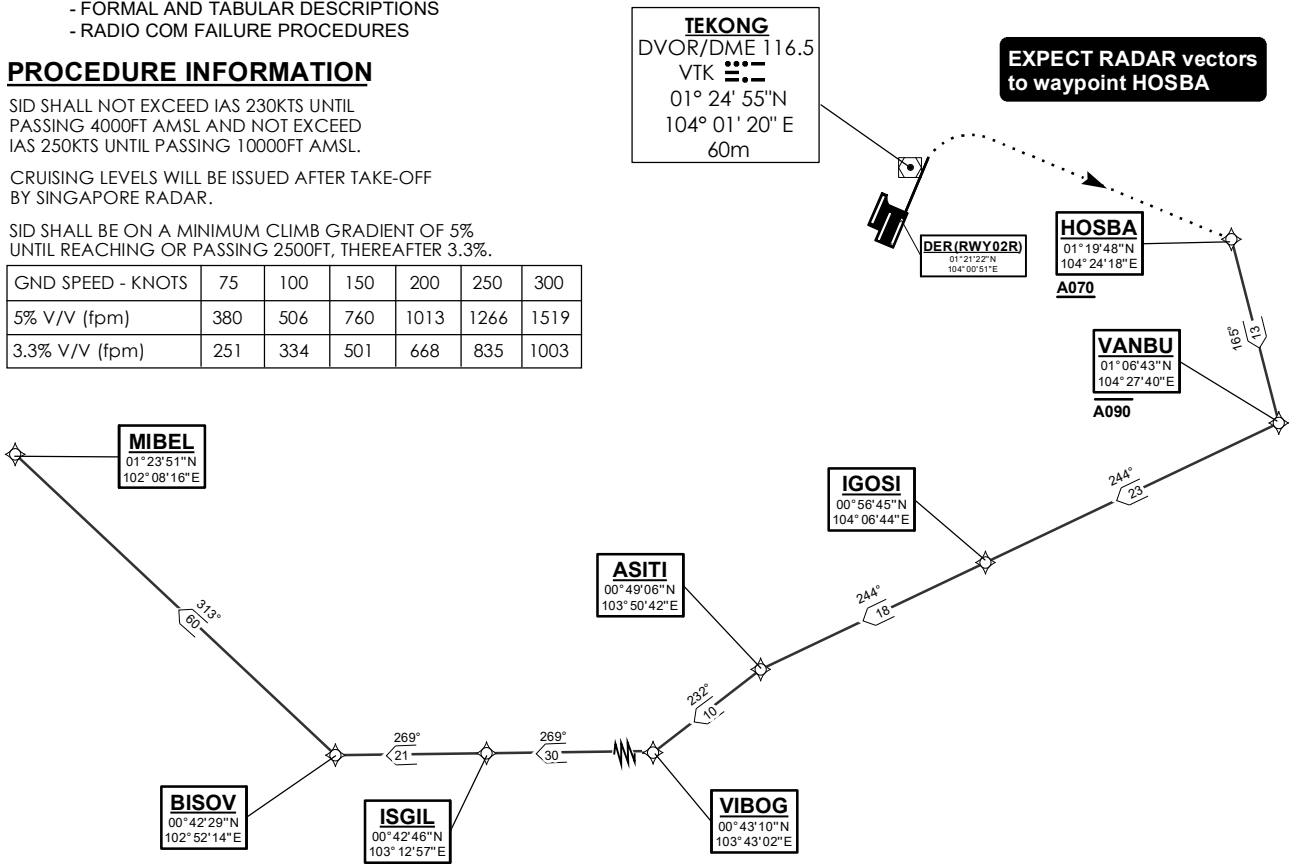 - FORMAL AND TABULAR DESCRIPTIONS
- RADIO COM FAILURE PROCEDURES
PROCEDURE INFORMATION
SID SHALL NOT EXCEED IAS 230KTS UNTIL
PASSING 4000FT AMSL AND NOT EXCEED
IAS 250KTS UNTIL PASSING 10000FT AMSL.
CRUISING LEVELS WILL BE ISSUED AFTER TAKE-OFF
BY SINGAPORE RADAR.
SID SHALL BE ON A MINIMUM CLIMB GRADIENT OF 5%
UNTIL REACHING OR PASSING 2500FT, THEREAFTER 3.3%.
GND SPEED - KNOTS 75 100 150 200 250 300
5% V/V (fpm) 380 506 760 1013 1266 1519
3.3% V/V (fpm) 251 334 501 668 835 1003
TEKONG
DVOR/DME 116.5
VTK
01° 24' 55"N
104° 01' 20" E
60m
EXPECT RADAR vectors
to waypoint HOSBA
DER(RWY02R)
01°21'22"N
104°00'51"E
HOSBA
01°19'48"N
104°24'18"E
A070
165°
13
VANBU
01°06'43"N
104°27'40"E
A090
244°
23
IGOSI
00°56'45"N
104°06'44"E
244°
18
ASITI
00°49'06"N
103°50'42"E
232°
10
VIBOG
00°43'10"N
103°43'02"E
269°
30
ISGIL
00°42'46"N
103°12'57"E
269°
21
BISOV
00°42'29"N
102°52'14"E
313°
60
MIBEL
01°23'51"N
102°08'16"E